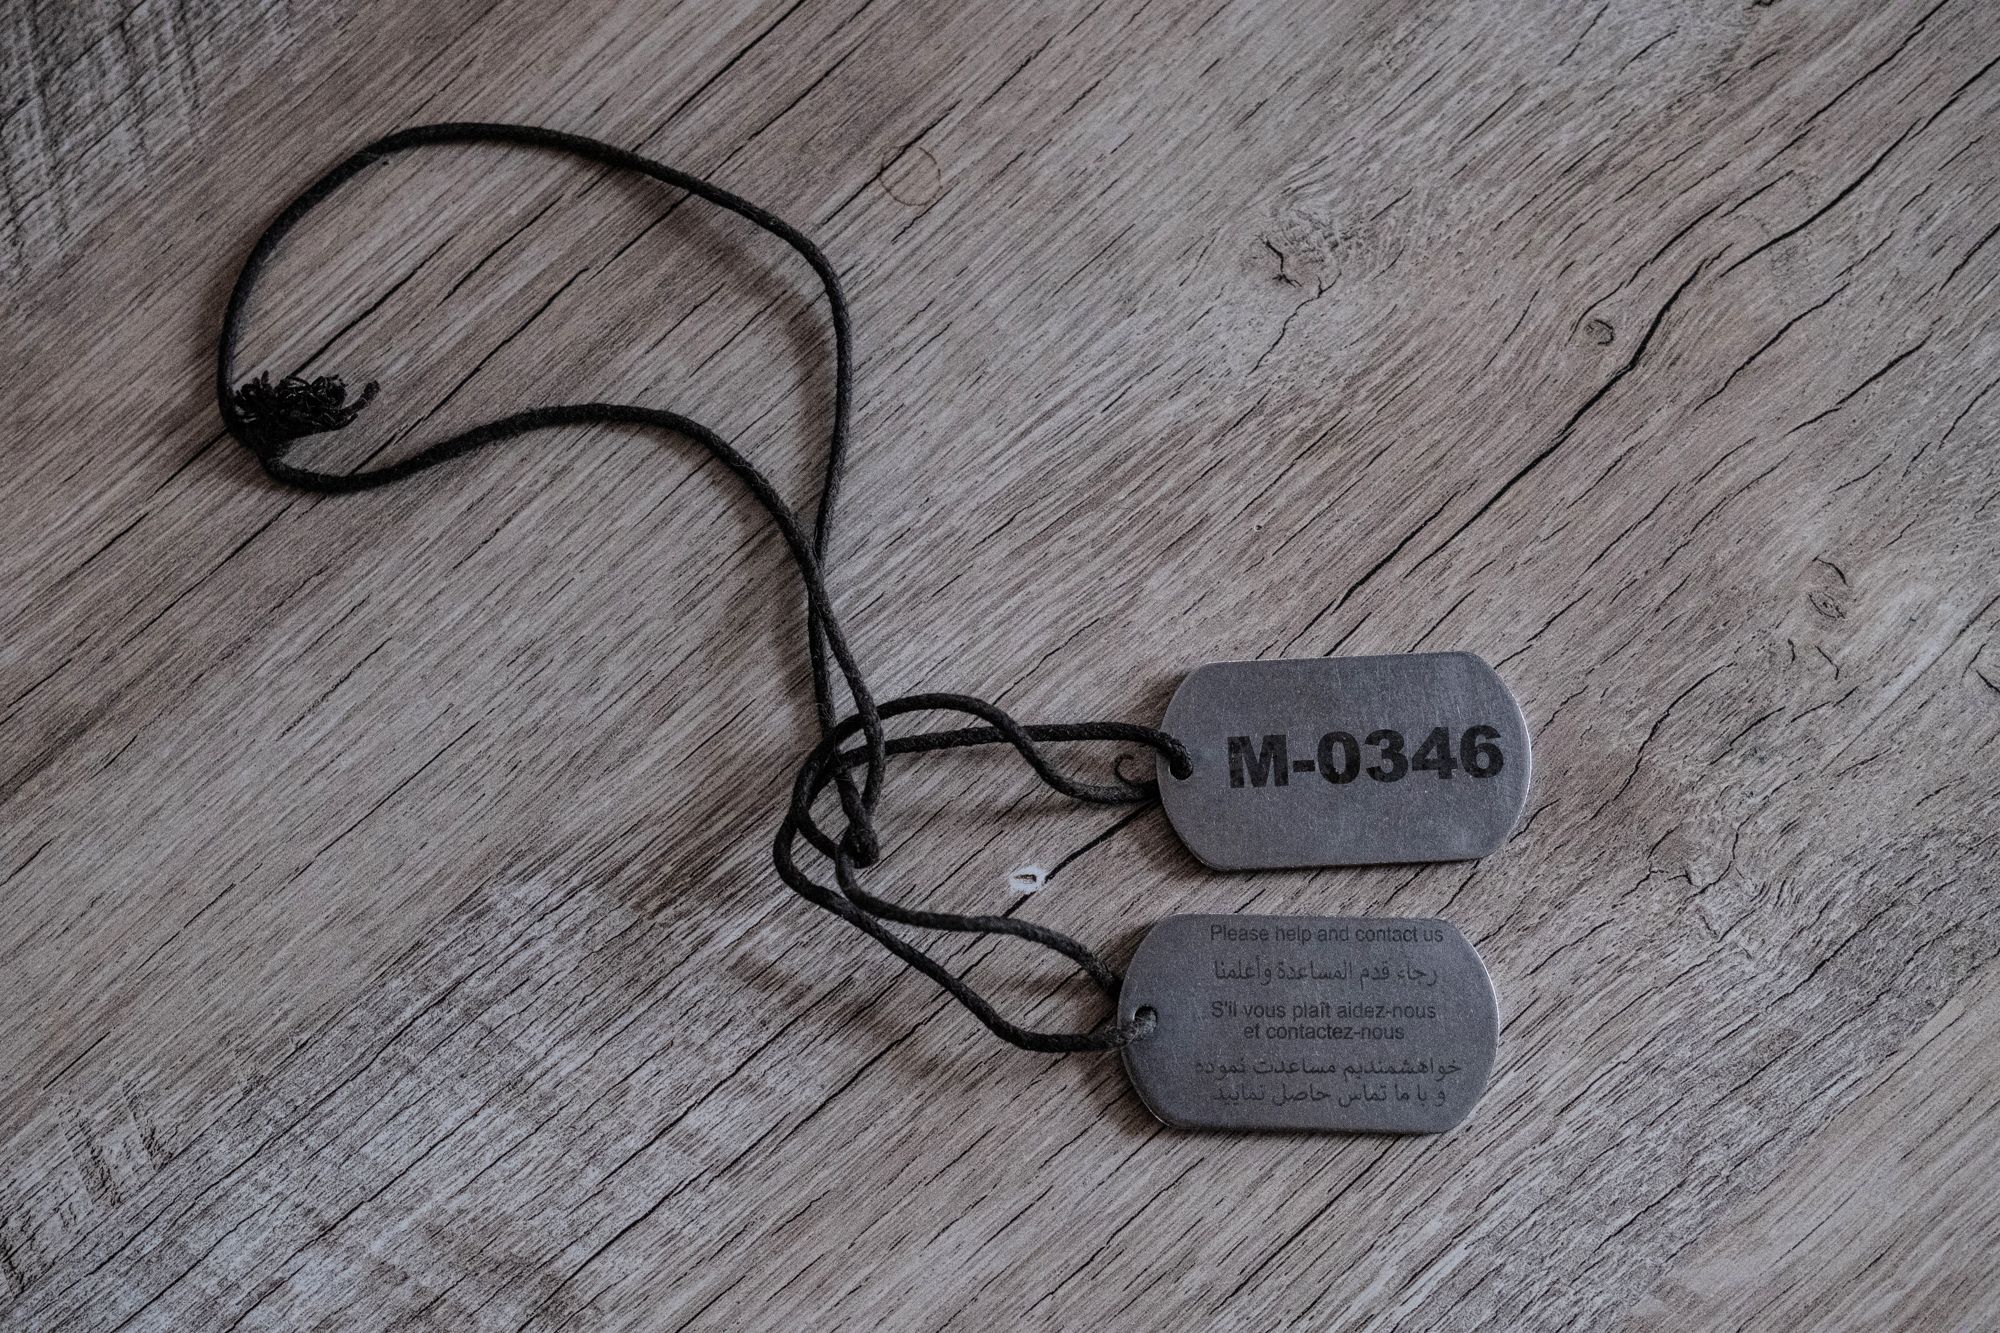 M-0346
Please help and contact us
رجاء قدم المساعدة وأعلمنا
S'il vous plaît aidez-nous
et contactez-nous
خواهشمندیم مساعدت نموده
و با ما تماس حاصل نمایید